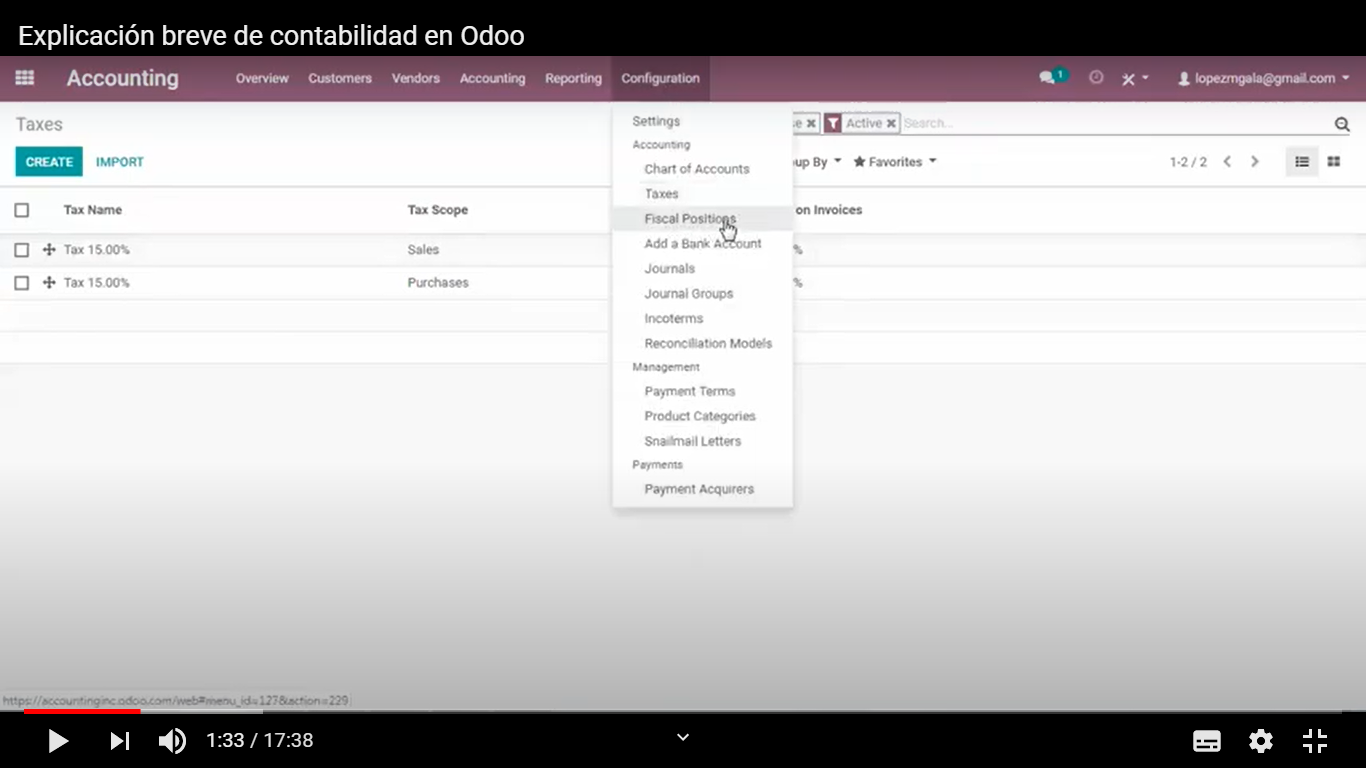 Explicación breve de contabilidad en Odoo
Accounting Overview Customers Vendors Accounting Reporting Configuration 1 lopezmgala@gmail.com
Taxes
Active Search...
CREATE IMPORT
Favorites 1-2 / 2
Settings
Accounting
Chart of Accounts
Taxes
Fiscal Positions
Add a Bank Account
Journals
Journal Groups
Incoterms
Reconciliation Models
Management
Payment Terms
Product Categories
Snailmail Letters
Payments
Payment Acquirers
Tax Name Tax Scope on Invoices
Tax 15.00% Sales %
Tax 15.00% Purchases %
https://accountinginc.odoo.com/web#menu_id=127&action=229
1:33 / 17:38